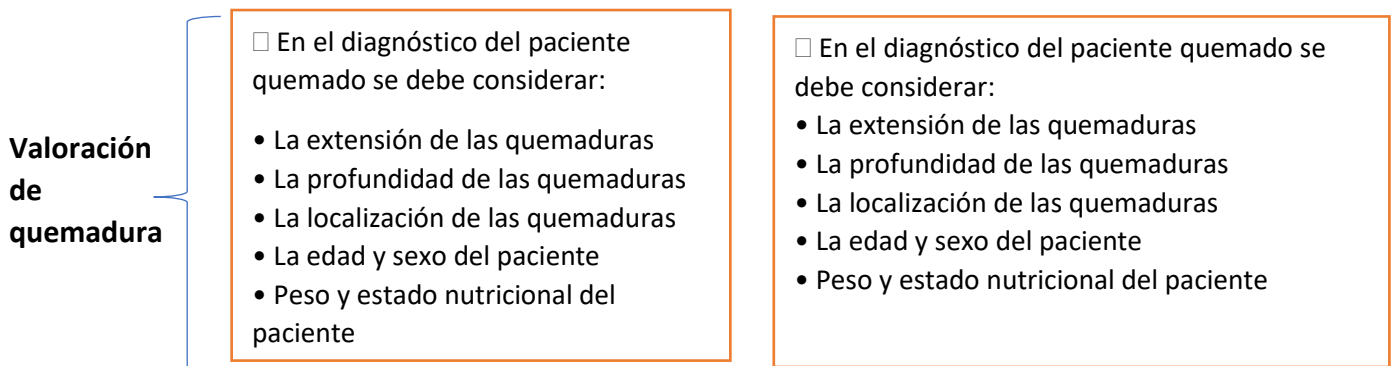 Valoración
de
quemadura
□ En el diagnóstico del paciente
quemado se debe considerar:
• La extensión de las quemaduras
• La profundidad de las quemaduras
• La localización de las quemaduras
• La edad y sexo del paciente
• Peso y estado nutricional del
paciente
□ En el diagnóstico del paciente quemado se
debe considerar:
• La extensión de las quemaduras
• La profundidad de las quemaduras
• La localización de las quemaduras
• La edad y sexo del paciente
• Peso y estado nutricional del paciente